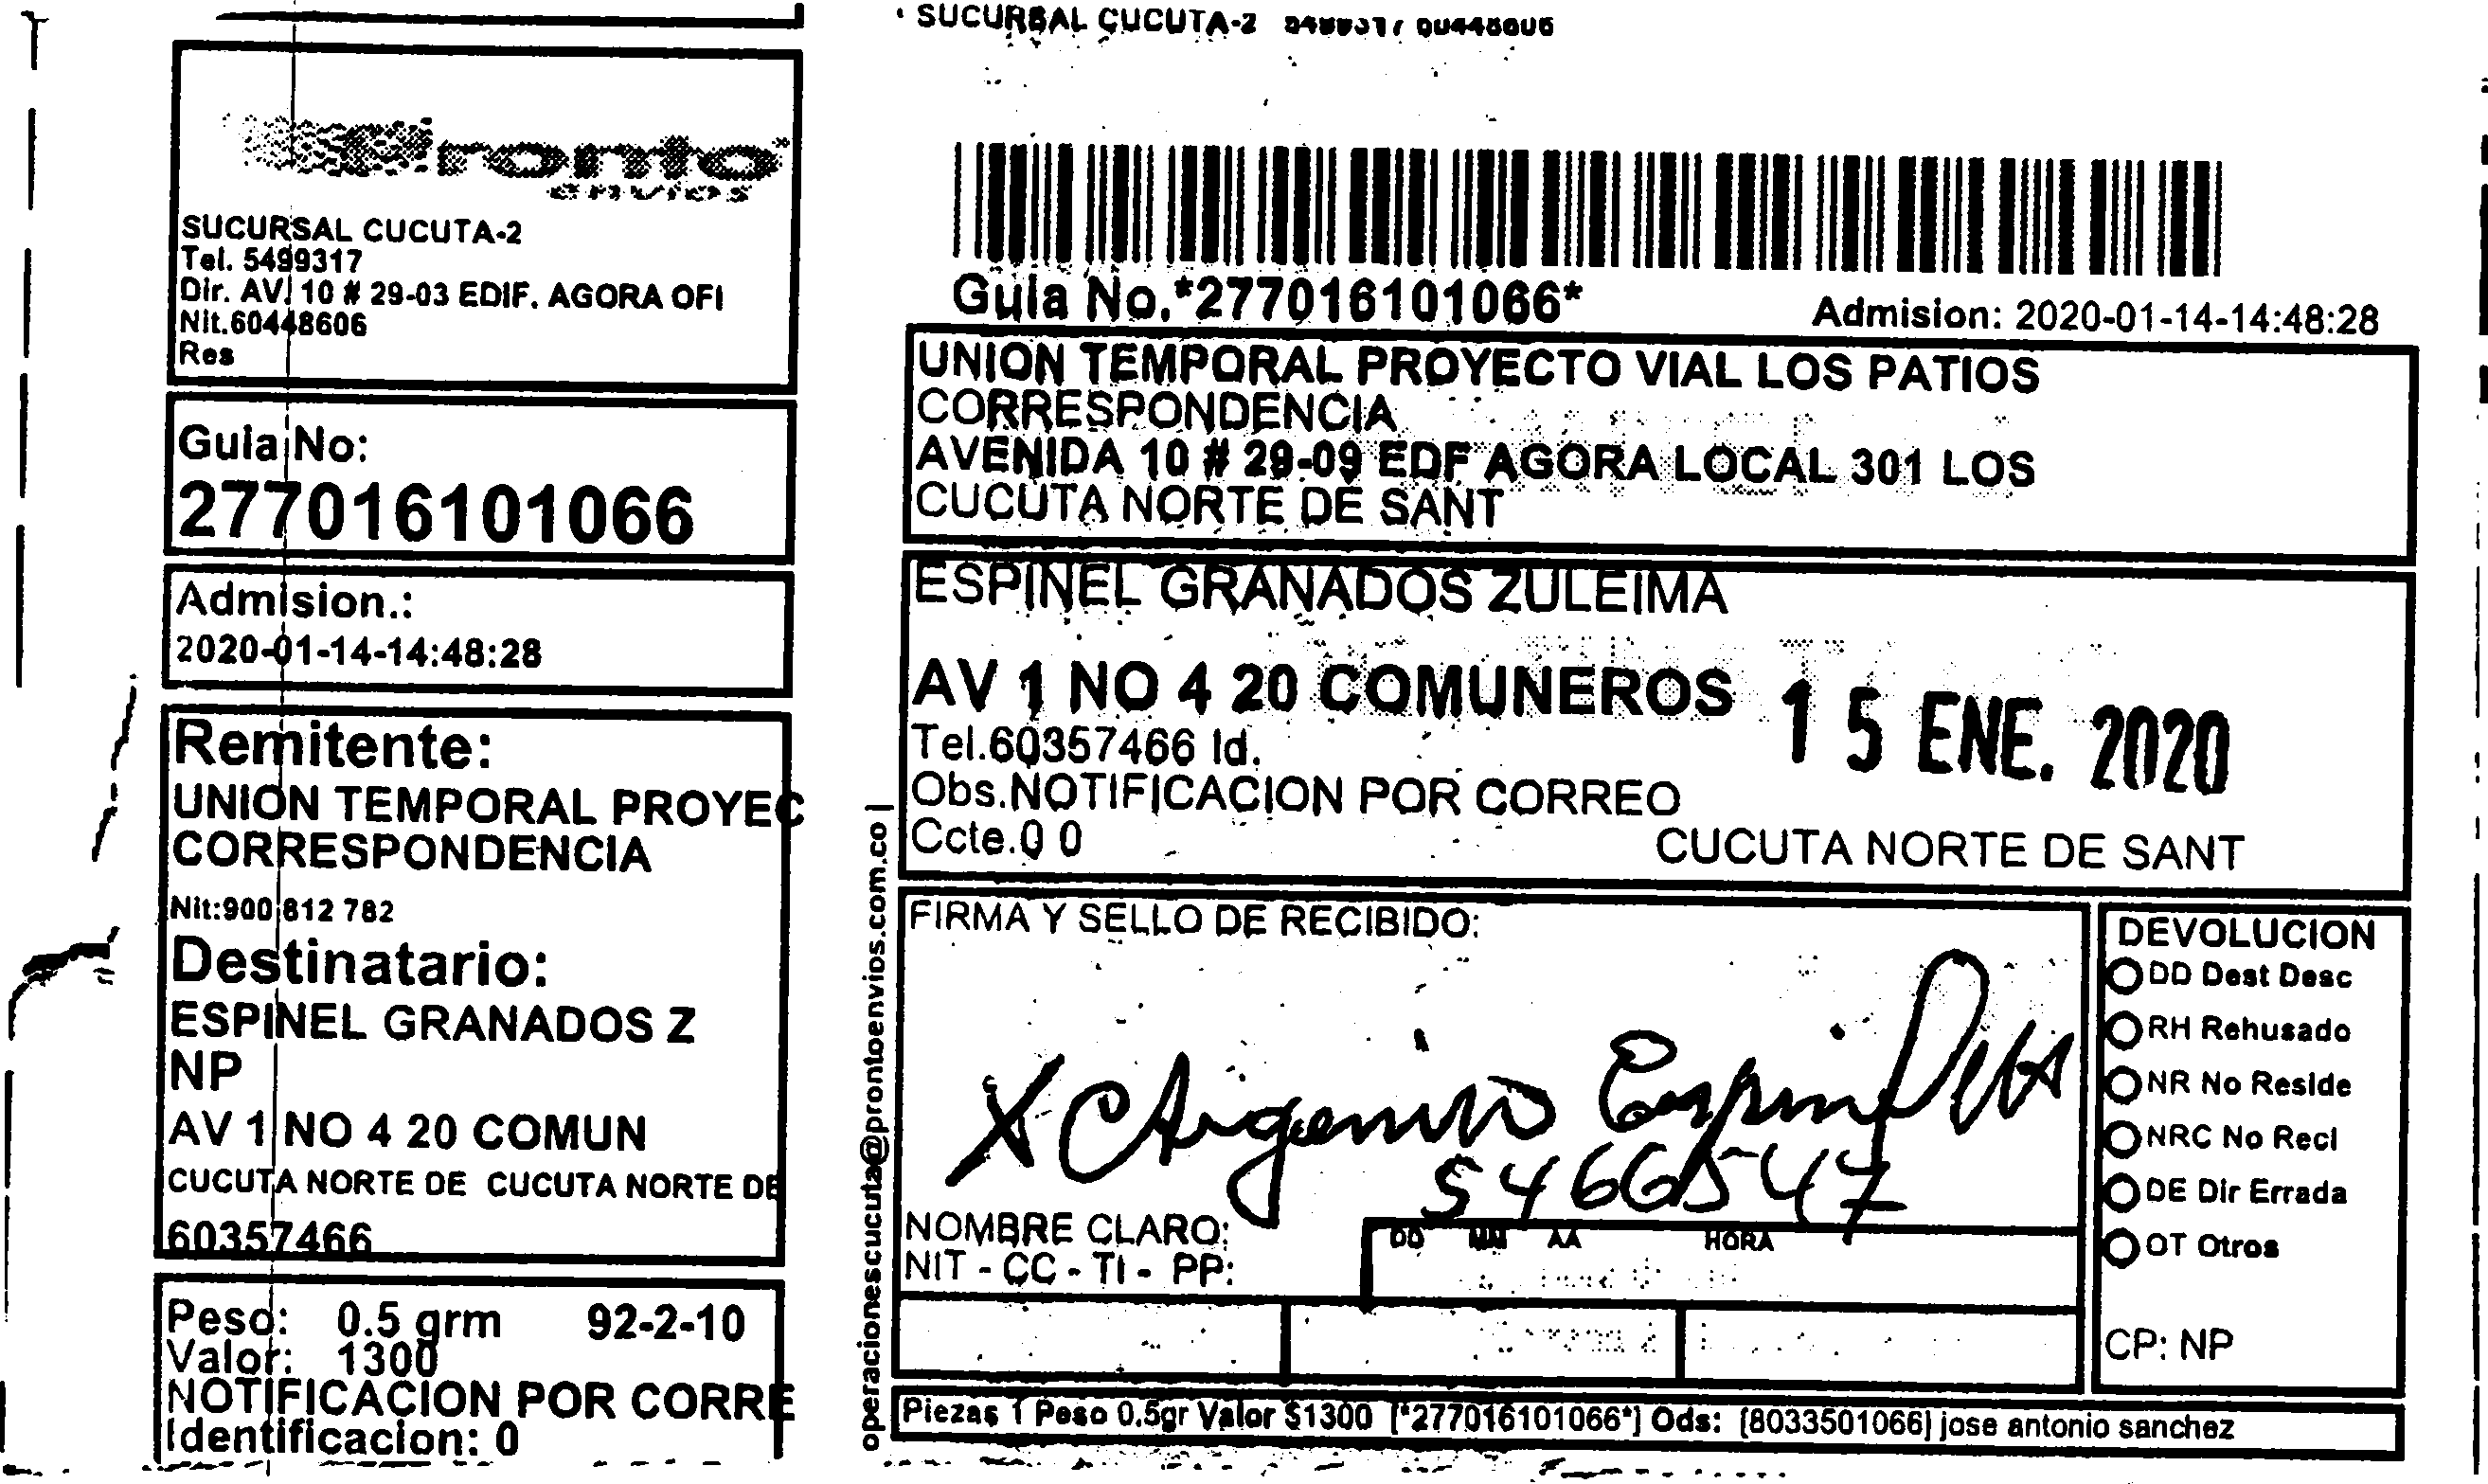 Pronto
envios
SUCURSAL CUCUTA-2
Tel. 5499317
Dir. AV. 10 # 29-03 EDIF. AGORA OFI
Nit.60448606
Res
Guia No:
277016101066
Admision.:
2020-01-14-14:48:28
Remitente:
UNION TEMPORAL PROYEC
CORRESPONDENCIA
Nit:900 812 782
Destinatario:
ESPINEL GRANADOS Z
NP
AV 1 NO 4 20 COMUN
CUCUTA NORTE DE CUCUTA NORTE DE
60357466
Peso: 0.5 grm 92-2-10
Valor: 1300
NOTIFICACION POR CORRE
Identificacion: 0
operacionescucuta@prontoenvios.com.co |
SUCURSAL CUCUTA-2 5499317 60448606
Guia No.*277016101066*
Admision: 2020-01-14-14:48:28
UNION TEMPORAL PROYECTO VIAL LOS PATIOS
CORRESPONDENCIA
AVENIDA 10 # 29-09 EDF AGORA LOCAL 301 LOS
CUCUTA NORTE DE SANT
ESPINEL GRANADOS ZULEIMA
AV 1 NO 4 20 COMUNEROS
15 ENE. 2020
Tel.60357466 Id.
Obs.NOTIFICACION POR CORREO
Ccte.0 0
CUCUTA NORTE DE SANT
FIRMA Y SELLO DE RECIBIDO:
X Argemiro Espinel
5466547
NOMBRE CLARO:
NIT - CC - TI - PP:
DD MM AA HORA
DEVOLUCION
DD Dest Desc
RH Rehusado
NR No Reside
NRC No Recl
DE Dir Errada
OT Otros
CP: NP
Piezas 1 Peso 0.5gr Valor $1300 [*277016101066*] Ods: [8033501066] jose antonio sanchez